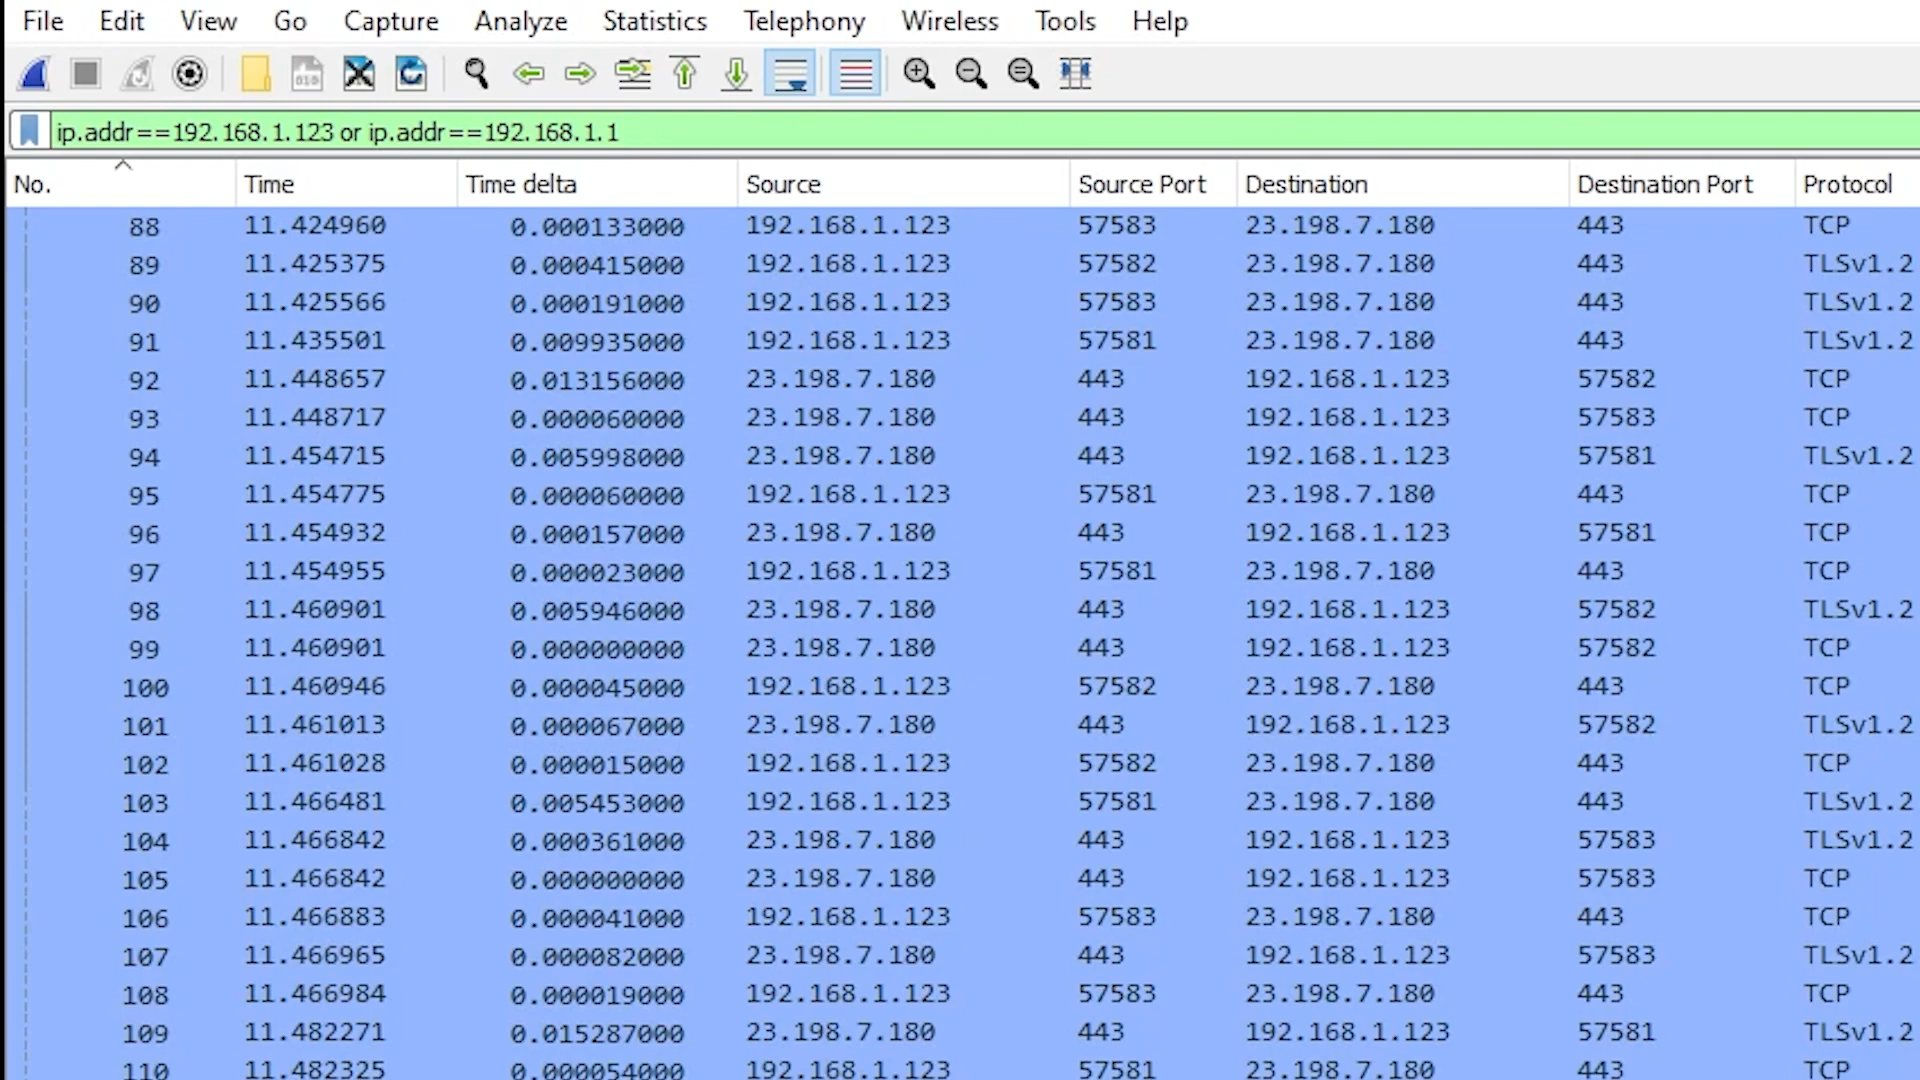 File Edit View Go Capture Analyze Statistics Telephony Wireless Tools Help
ip.addr==192.168.1.123 or ip.addr==192.168.1.1
No. Time Time delta Source Source Port Destination Destination Port Protocol
88 11.424960 0.000133000 192.168.1.123 57583 23.198.7.180 443 TCP
89 11.425375 0.000415000 192.168.1.123 57582 23.198.7.180 443 TLSv1.2
90 11.425566 0.000191000 192.168.1.123 57583 23.198.7.180 443 TLSv1.2
91 11.435501 0.009935000 192.168.1.123 57581 23.198.7.180 443 TLSv1.2
92 11.448657 0.013156000 23.198.7.180 443 192.168.1.123 57582 TCP
93 11.448717 0.000060000 23.198.7.180 443 192.168.1.123 57583 TCP
94 11.454715 0.005998000 23.198.7.180 443 192.168.1.123 57581 TLSv1.2
95 11.454775 0.000060000 192.168.1.123 57581 23.198.7.180 443 TCP
96 11.454932 0.000157000 23.198.7.180 443 192.168.1.123 57581 TCP
97 11.454955 0.000023000 192.168.1.123 57581 23.198.7.180 443 TCP
98 11.460901 0.005946000 23.198.7.180 443 192.168.1.123 57582 TLSv1.2
99 11.460901 0.000000000 23.198.7.180 443 192.168.1.123 57582 TCP
100 11.460946 0.000045000 192.168.1.123 57582 23.198.7.180 443 TCP
101 11.461013 0.000067000 23.198.7.180 443 192.168.1.123 57582 TLSv1.2
102 11.461028 0.000015000 192.168.1.123 57582 23.198.7.180 443 TCP
103 11.466481 0.005453000 192.168.1.123 57581 23.198.7.180 443 TLSv1.2
104 11.466842 0.000361000 23.198.7.180 443 192.168.1.123 57583 TLSv1.2
105 11.466842 0.000000000 23.198.7.180 443 192.168.1.123 57583 TCP
106 11.466883 0.000041000 192.168.1.123 57583 23.198.7.180 443 TCP
107 11.466965 0.000082000 23.198.7.180 443 192.168.1.123 57583 TLSv1.2
108 11.466984 0.000019000 192.168.1.123 57583 23.198.7.180 443 TCP
109 11.482271 0.015287000 23.198.7.180 443 192.168.1.123 57581 TLSv1.2
110 11.482325 0.000054000 192.168.1.123 57581 23.198.7.180 443 TCP